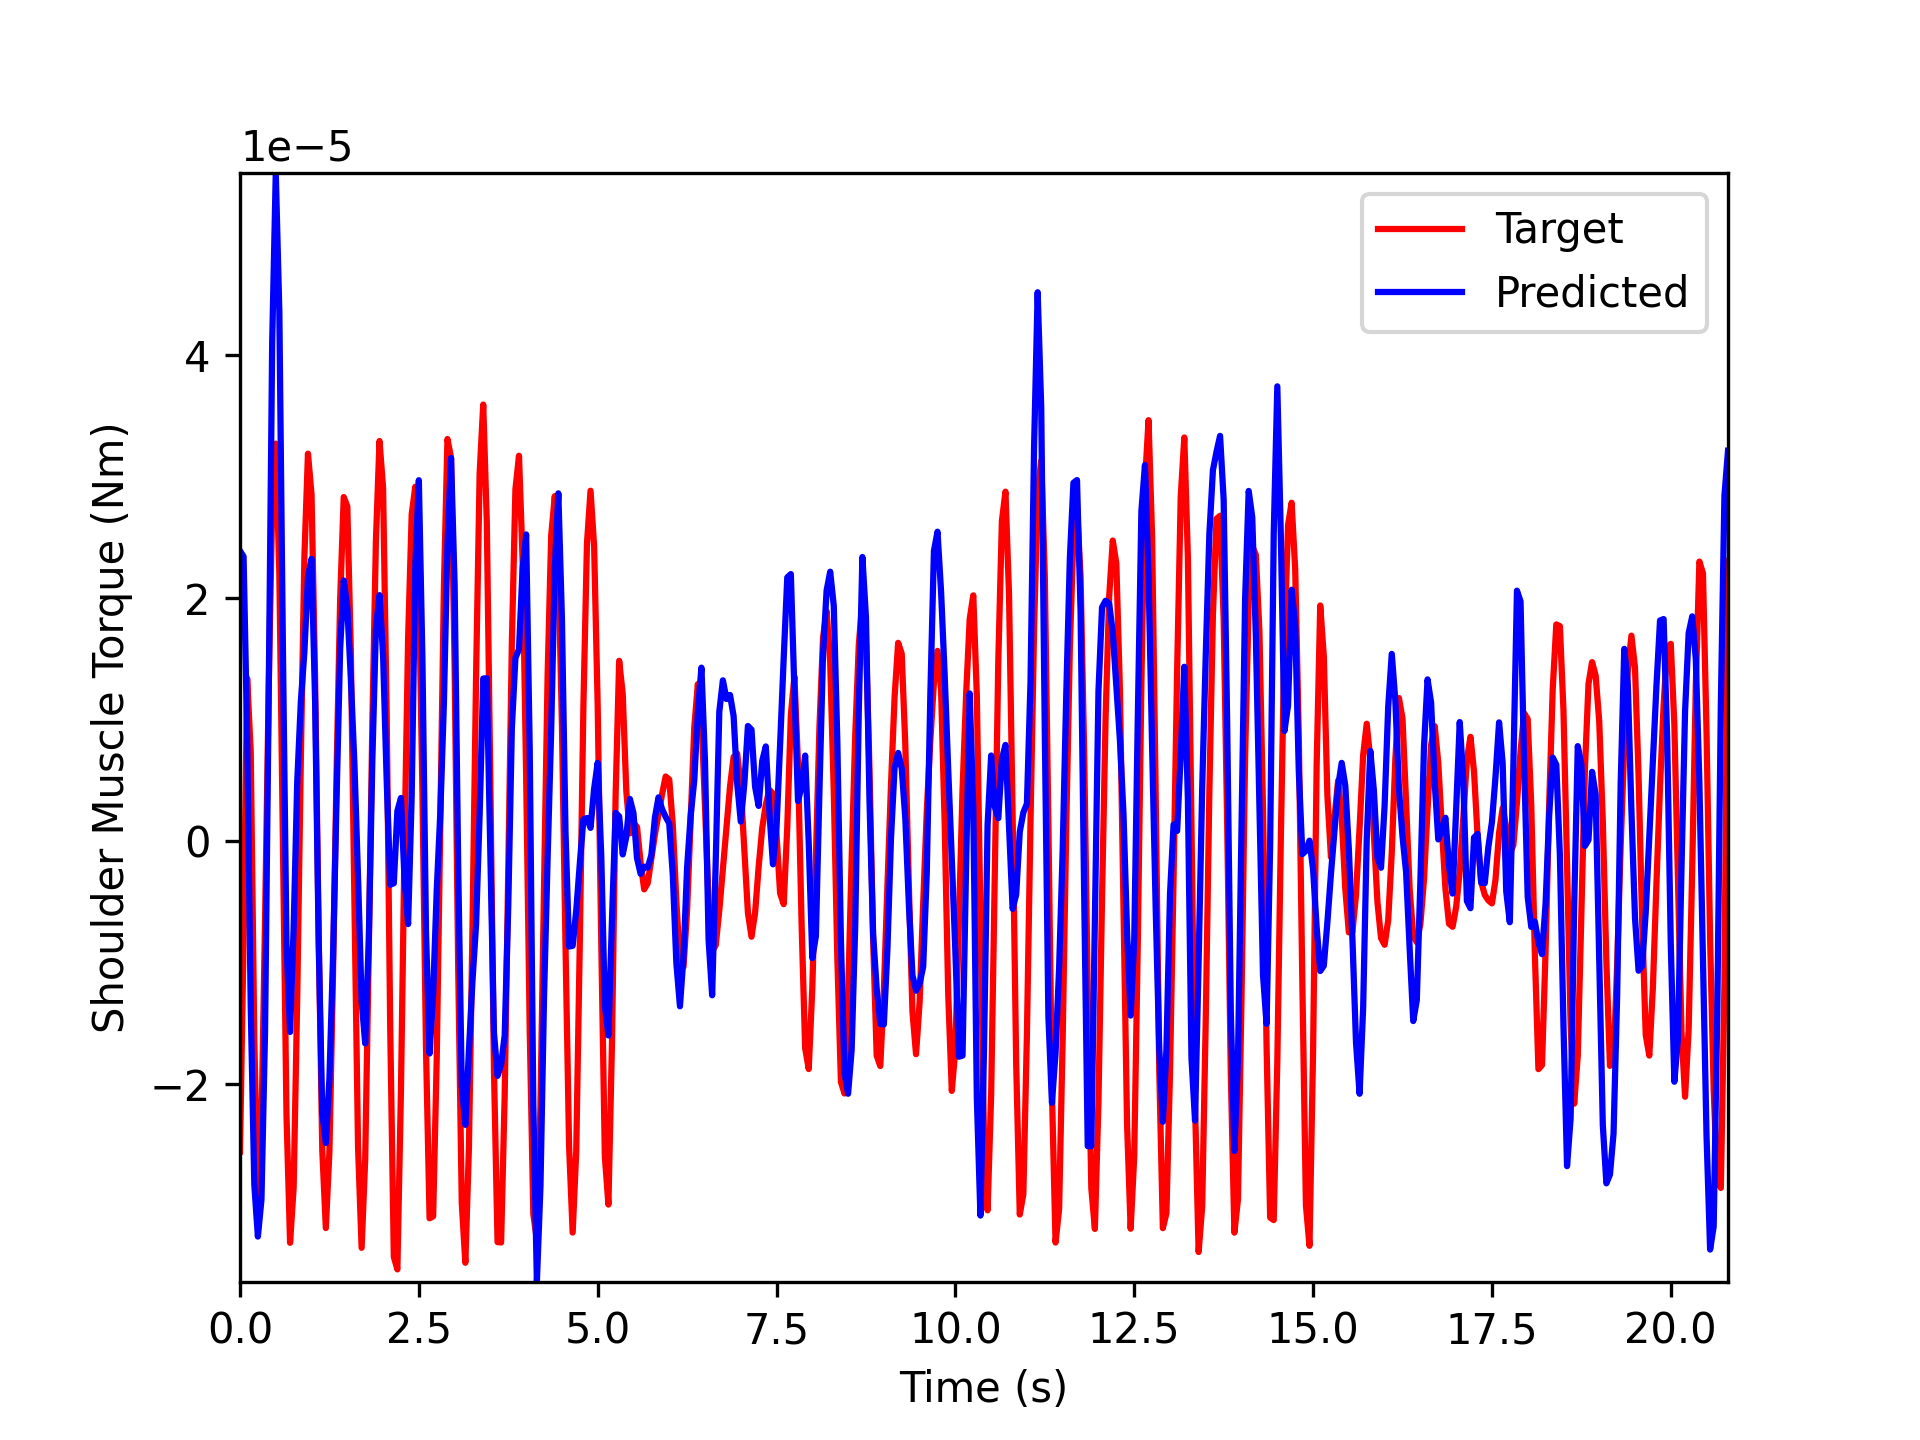 1e−5
Target
Predicted
4
2
0
−2
Shoulder Muscle Torque (Nm)
0.0 2.5 5.0 7.5 10.0 12.5 15.0 17.5 20.0
Time (s)